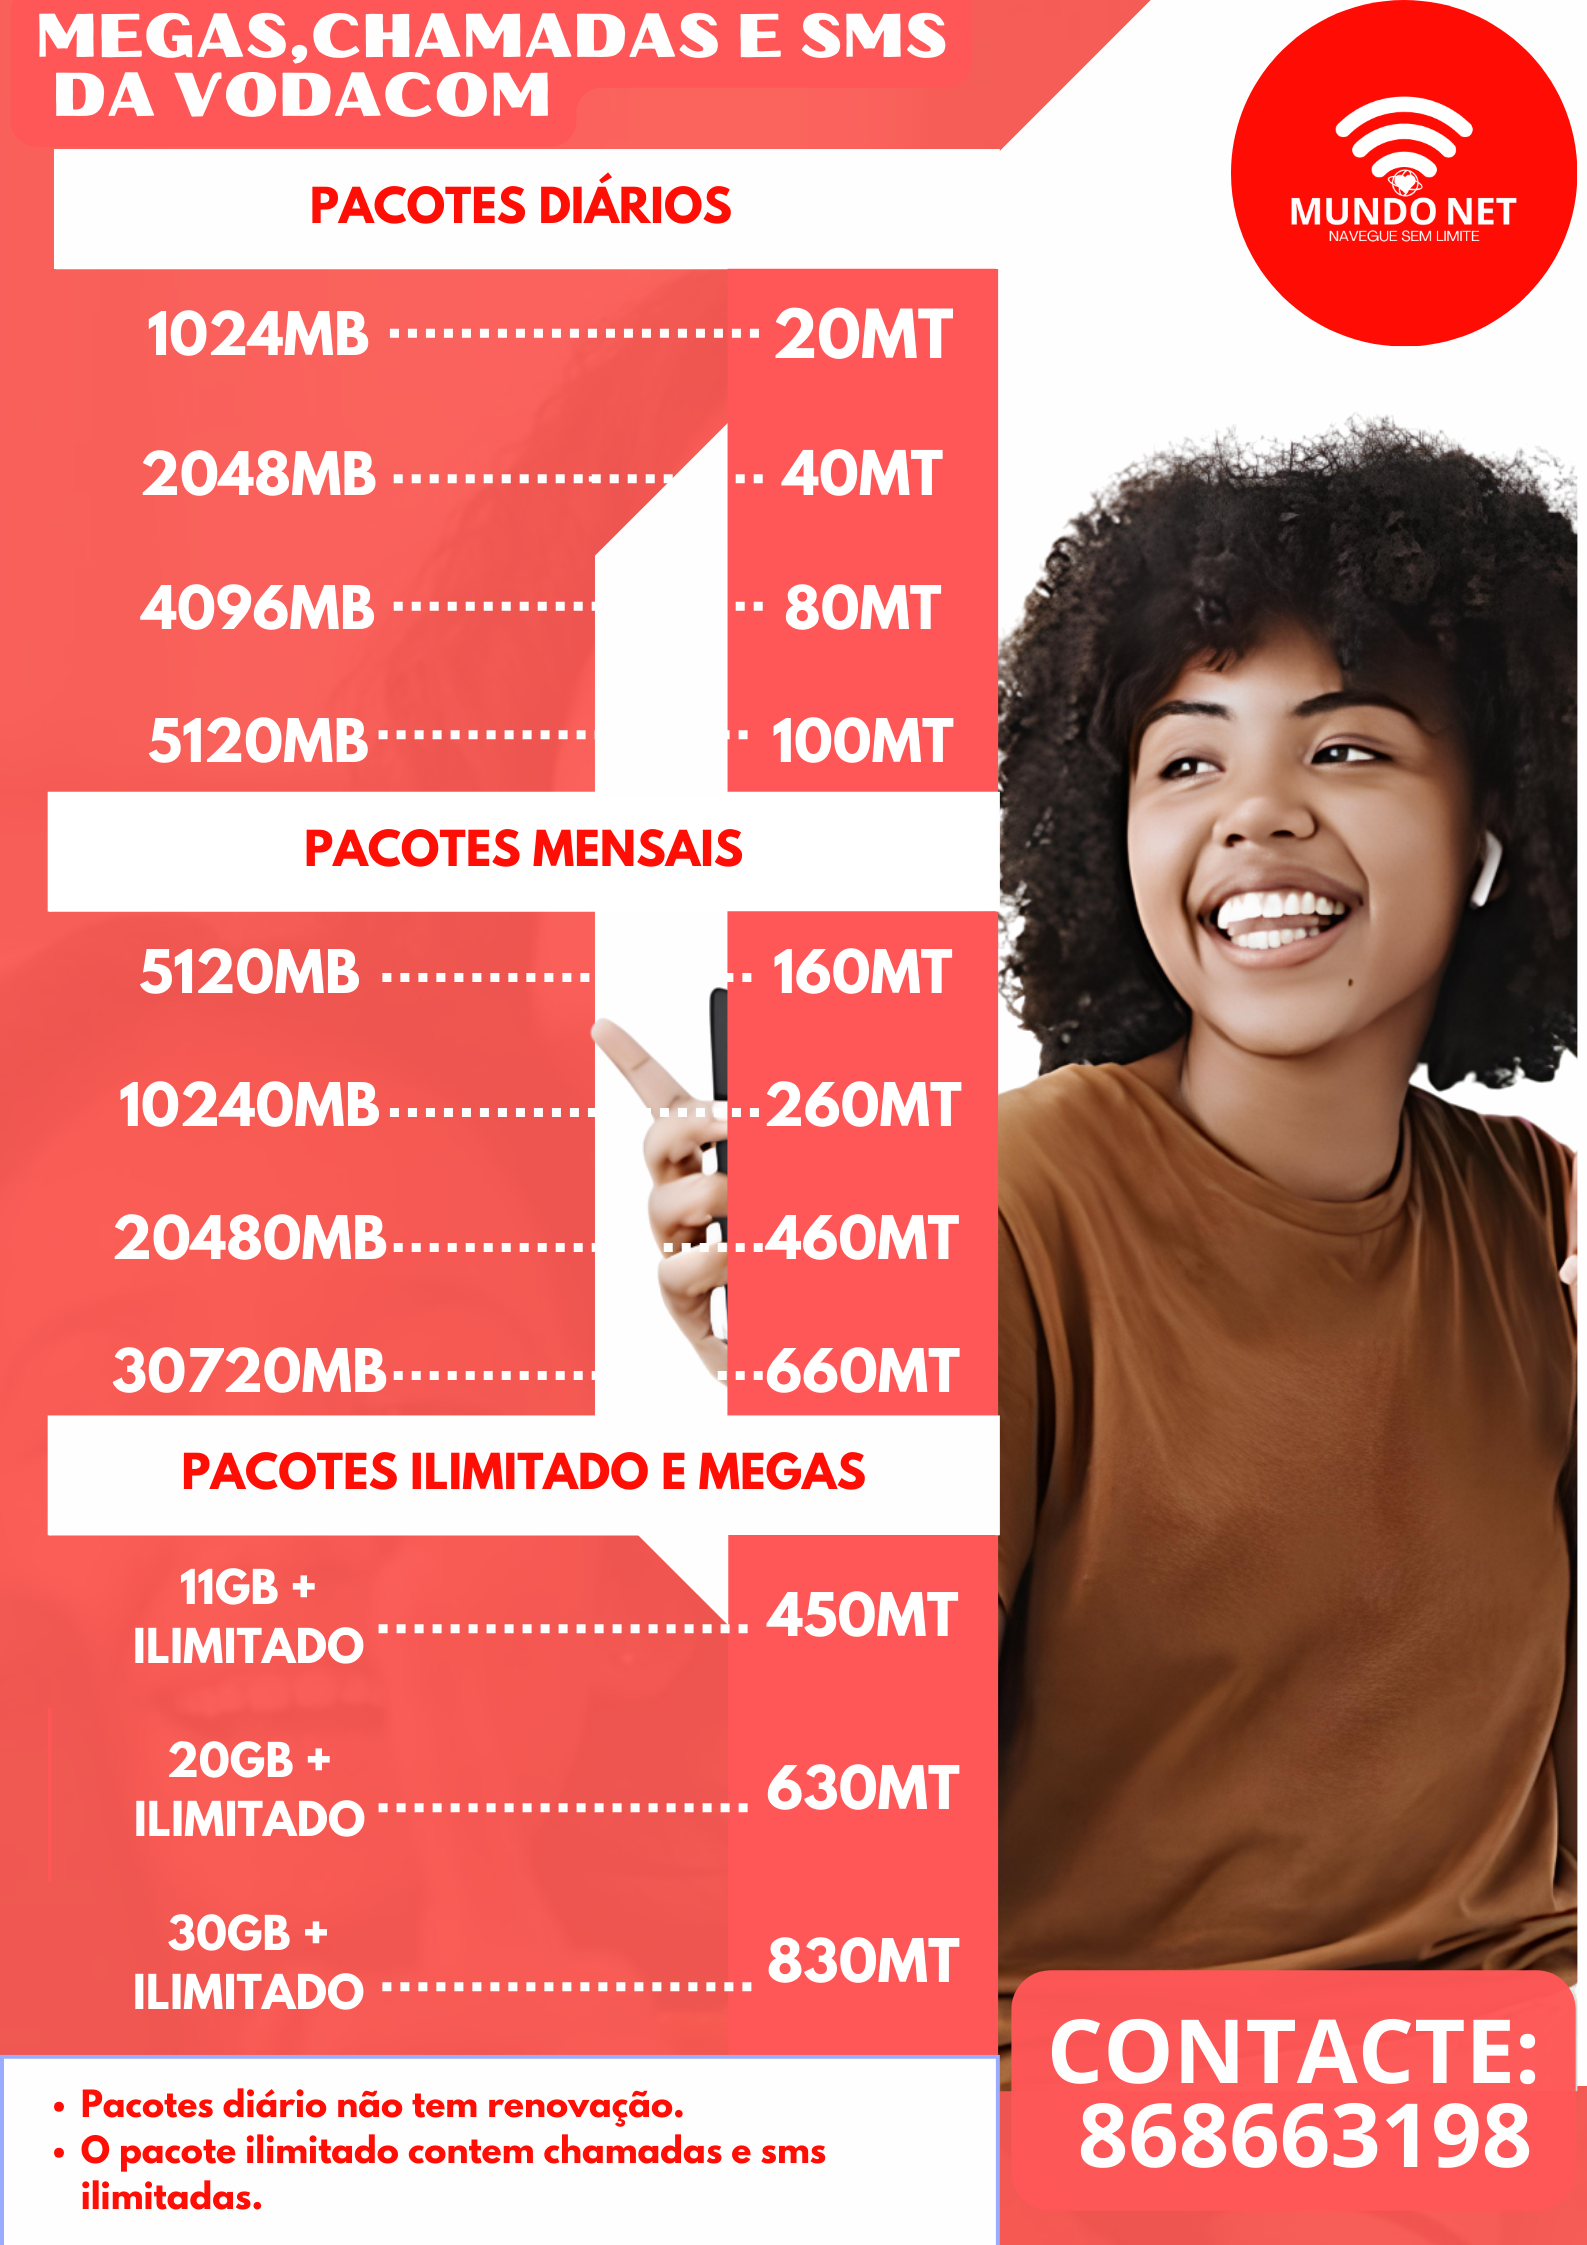 MEGAS,CHAMADAS E SMS
DA VODACOM
MUNDO NET
NAVEGUE SEM LIMITE
PACOTES DIÁRIOS
1024MB 20MT
2048MB 40MT
4096MB 80MT
5120MB 100MT
PACOTES MENSAIS
5120MB 160MT
10240MB 260MT
20480MB 460MT
30720MB 660MT
PACOTES ILIMITADO E MEGAS
11GB +
ILIMITADO 450MT
20GB +
ILIMITADO 630MT
30GB +
ILIMITADO 830MT
• Pacotes diário não tem renovação.
• O pacote ilimitado contem chamadas e sms
ilimitadas.
CONTACTE:
868663198